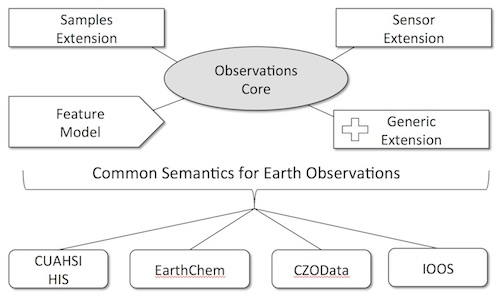 Samples
Extension
Sensor
Extension
Observations
Core
Feature
Model
Generic
Extension
Common Semantics for Earth Observations
CUAHSI
HIS
EarthChem
CZOData
IOOS